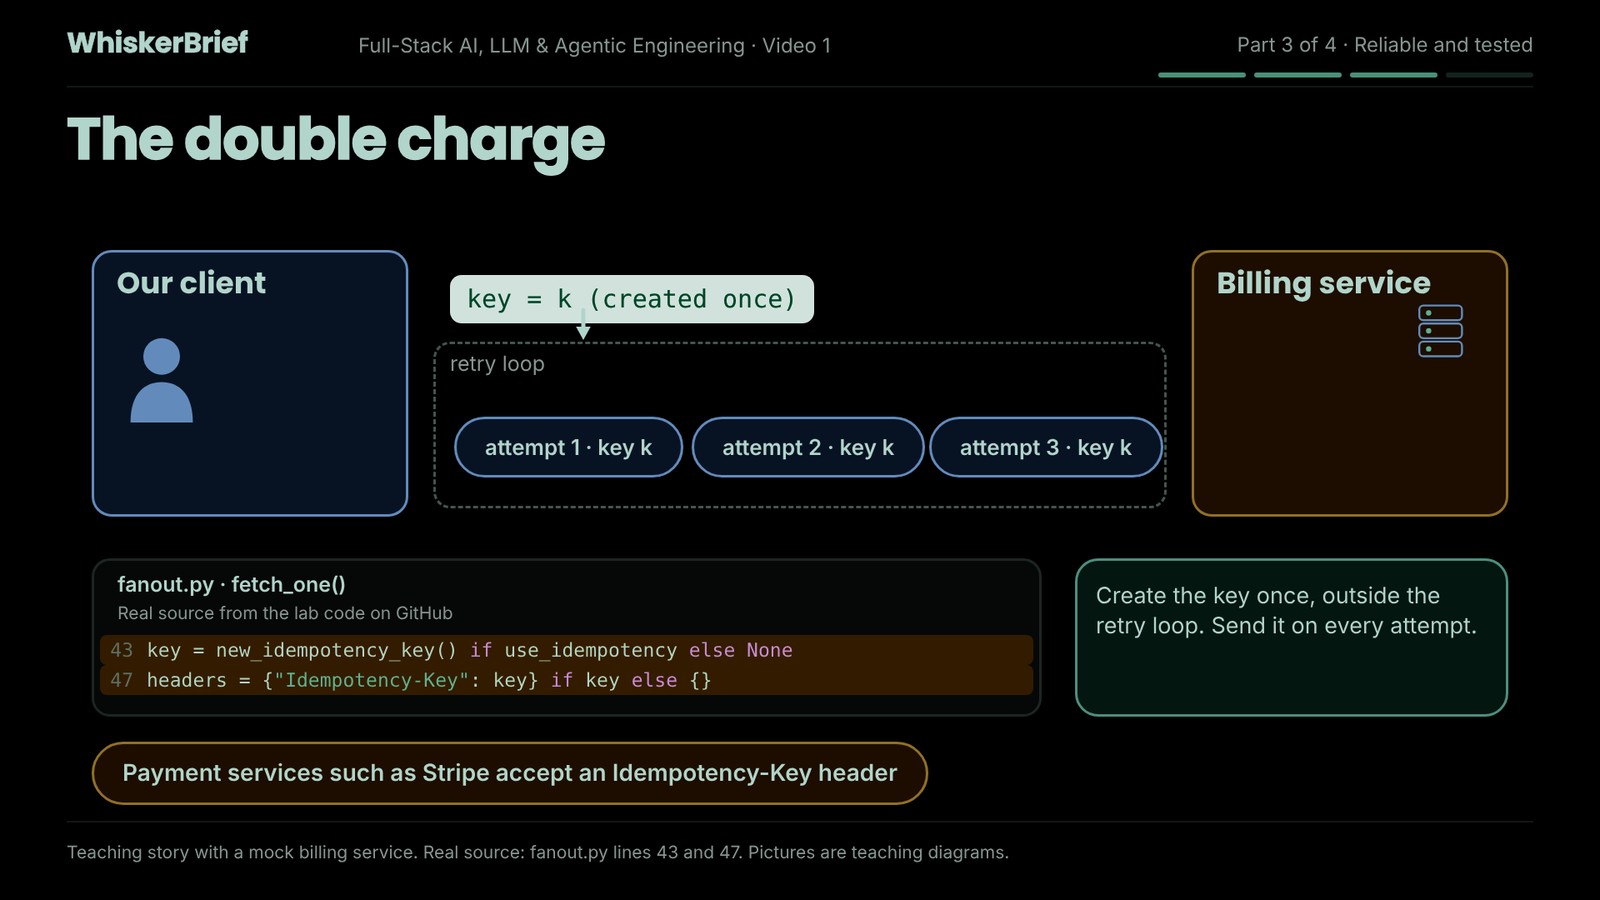 WhiskerBrief
Full-Stack AI, LLM & Agentic Engineering · Video 1
Part 3 of 4 · Reliable and tested
The double charge
Our client
key = k (created once)
retry loop
attempt 1 · key k
attempt 2 · key k
attempt 3 · key k
Billing service
fanout.py · fetch_one()
Real source from the lab code on GitHub
43 key = new_idempotency_key() if use_idempotency else None
47 headers = {"Idempotency-Key": key} if key else {}
Create the key once, outside the
retry loop. Send it on every attempt.
Payment services such as Stripe accept an Idempotency-Key header
Teaching story with a mock billing service. Real source: fanout.py lines 43 and 47. Pictures are teaching diagrams.